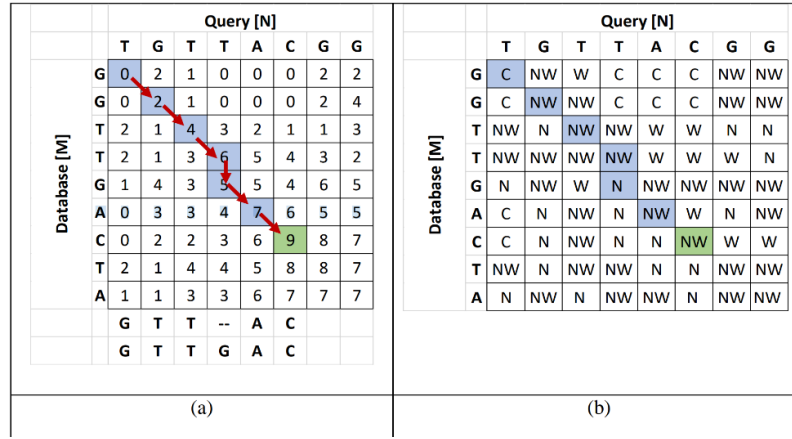 Query [N]
T G T T A C G G
Database [M]
G 0 2 1 0 0 0 2 2
G 0 2 1 0 0 0 2 4
T 2 1 4 3 2 1 1 3
T 2 1 3 6 5 4 3 2
G 1 4 3 5 5 4 6 5
A 0 3 3 4 7 6 5 5
C 0 2 2 3 6 9 8 7
T 2 1 4 4 5 8 8 7
A 1 1 3 3 6 7 7 7
G T T -- A C
G T T G A C
(a)
Query [N]
T G T T A C G G
Database [M]
G C NW W C C C NW NW
G C NW NW C C C NW NW
T NW N NW NW W W N N
T NW N NW NW W W W N
G N NW W N NW NW NW NW
A C N NW N NW W N NW
C C N NW N N NW W W
T NW N NW NW N N NW NW
A N NW N NW NW N NW NW
(b)